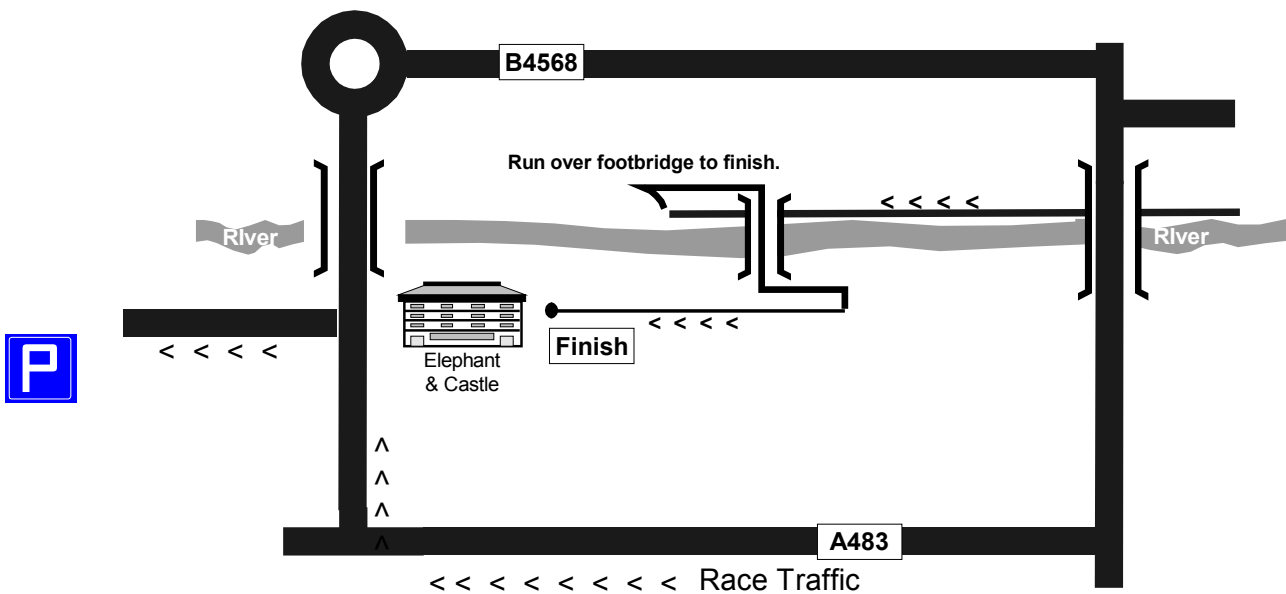 B4568
Run over footbridge to finish.
< < < <
RIver
RIver
P
< < < <
Elephant
& Castle
Finish
< < < <
^
^
^
^
A483
< < < < < < < < Race Traffic